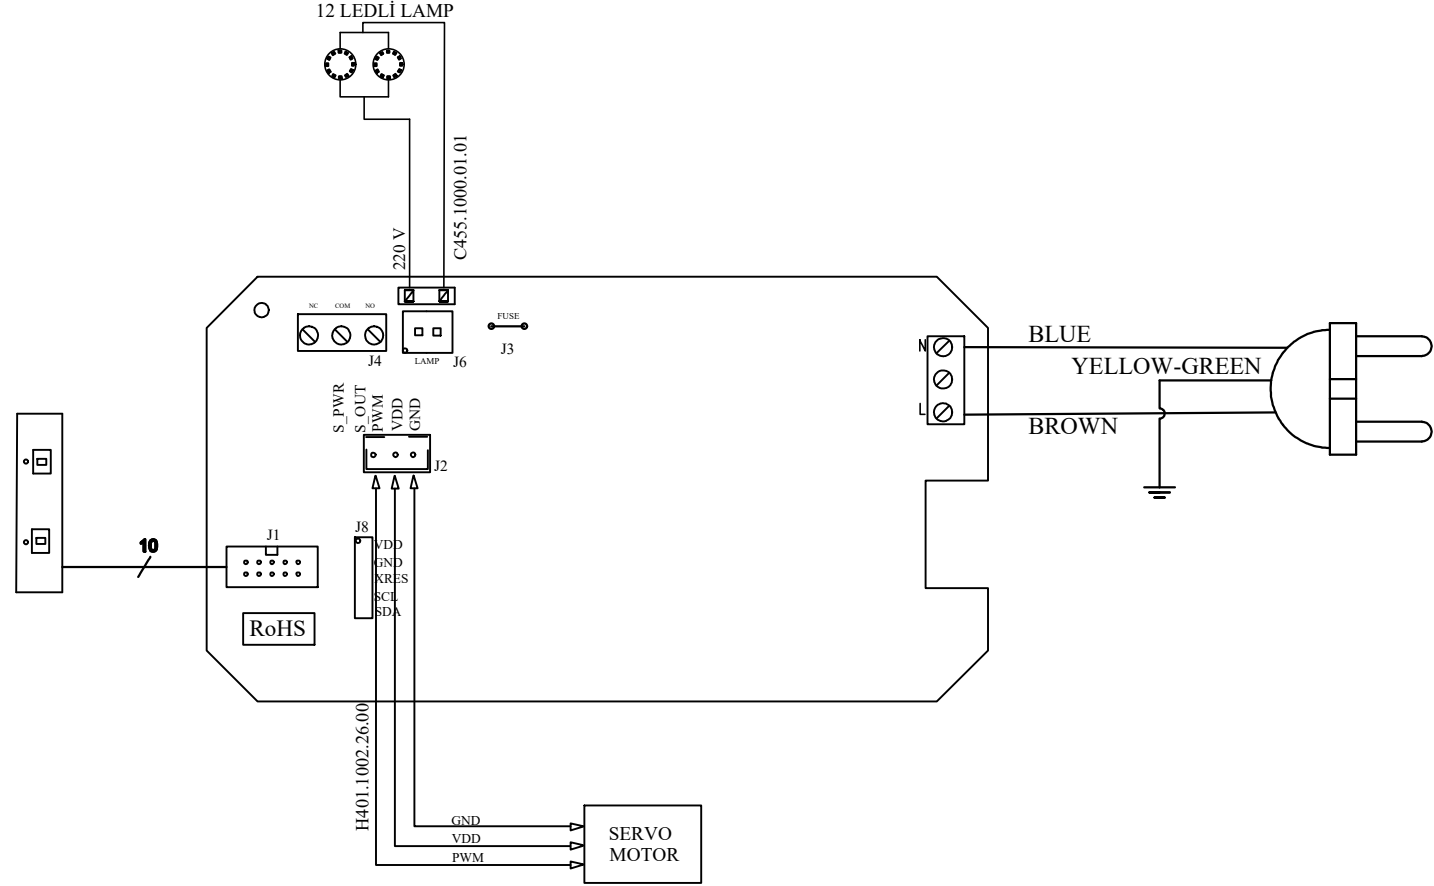 12 LEDLİ LAMP
220 V
C455.1000.01.01
NC COM NO
J4
LAMP
J6
FUSE
J3
N
L
BLUE
YELLOW-GREEN
BROWN
S_PWR
S_OUT
PWM
VDD
GND
J2
10
J1
J8
VDD
GND
XRES
SCL
SDA
RoHS
H401.1002.26.00
GND
VDD
PWM
SERVO
MOTOR